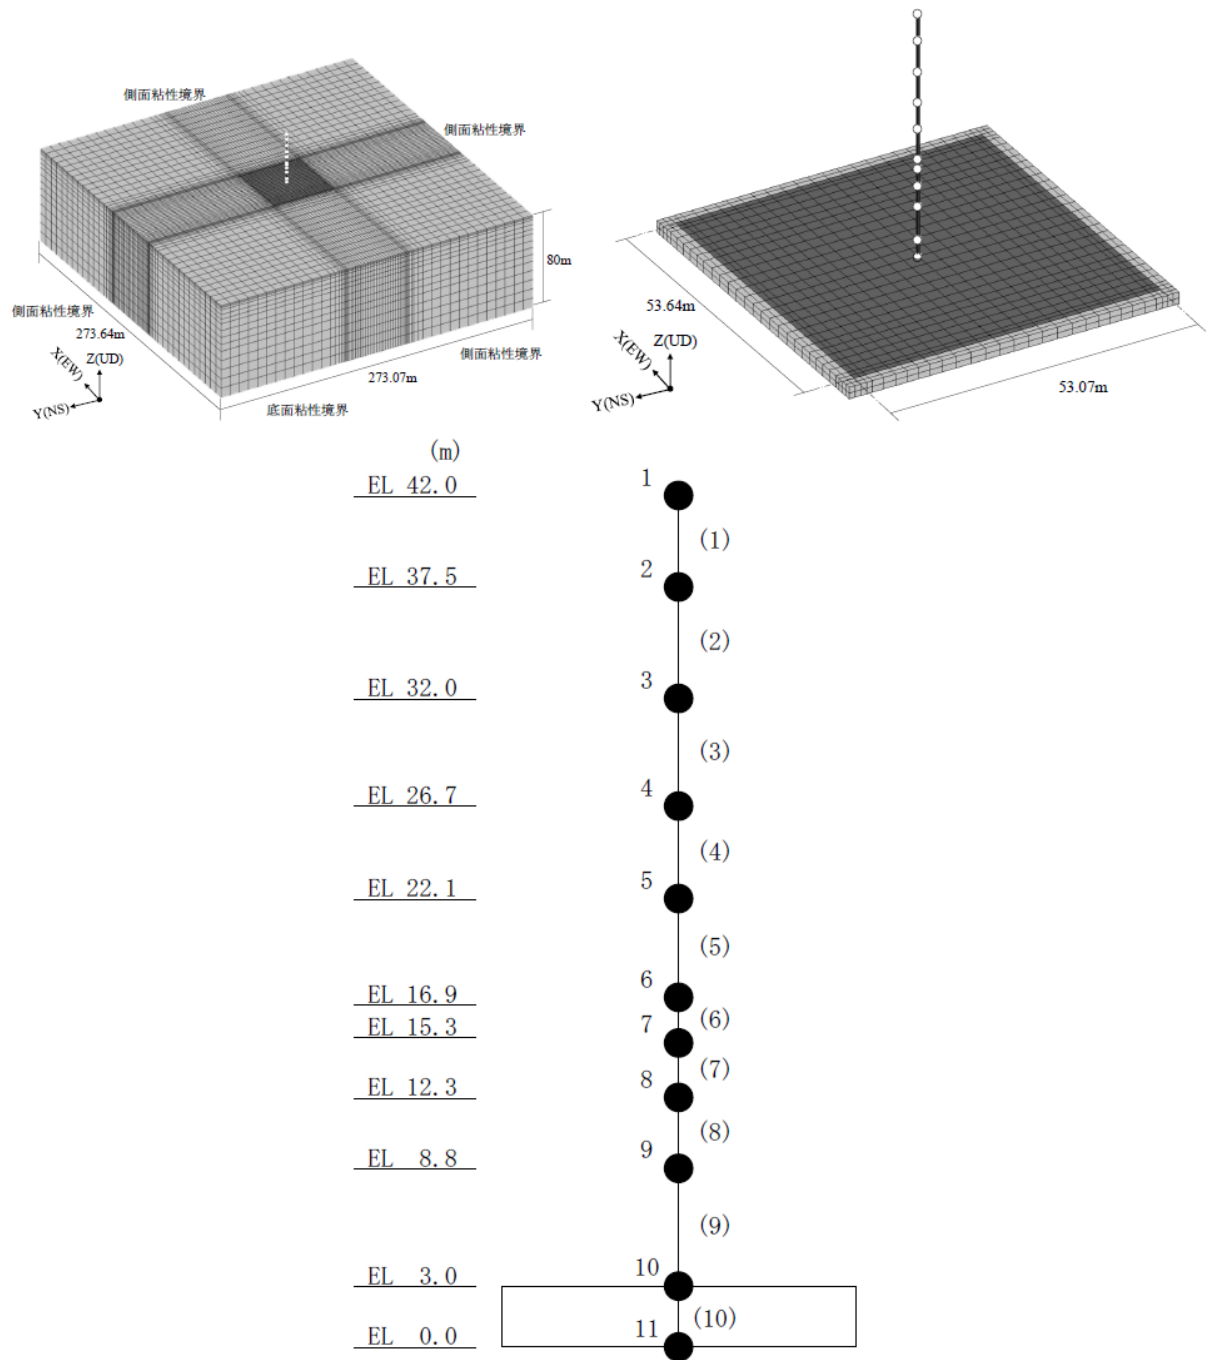 側面粘性境界
側面粘性境界
80m
側面粘性境界
273.64m
側面粘性境界
273.07m
底面粘性境界
X(EW)
Z(UD)
Y(NS)
53.64m
53.07m
X(EW)
Z(UD)
Y(NS)
(m)
EL 42.0
1
(1)
EL 37.5
2
(2)
EL 32.0
3
(3)
EL 26.7
4
(4)
EL 22.1
5
(5)
EL 16.9
6
(6)
EL 15.3
7
(7)
EL 12.3
8
(8)
EL 8.8
9
(9)
EL 3.0
10
(10)
EL 0.0
11